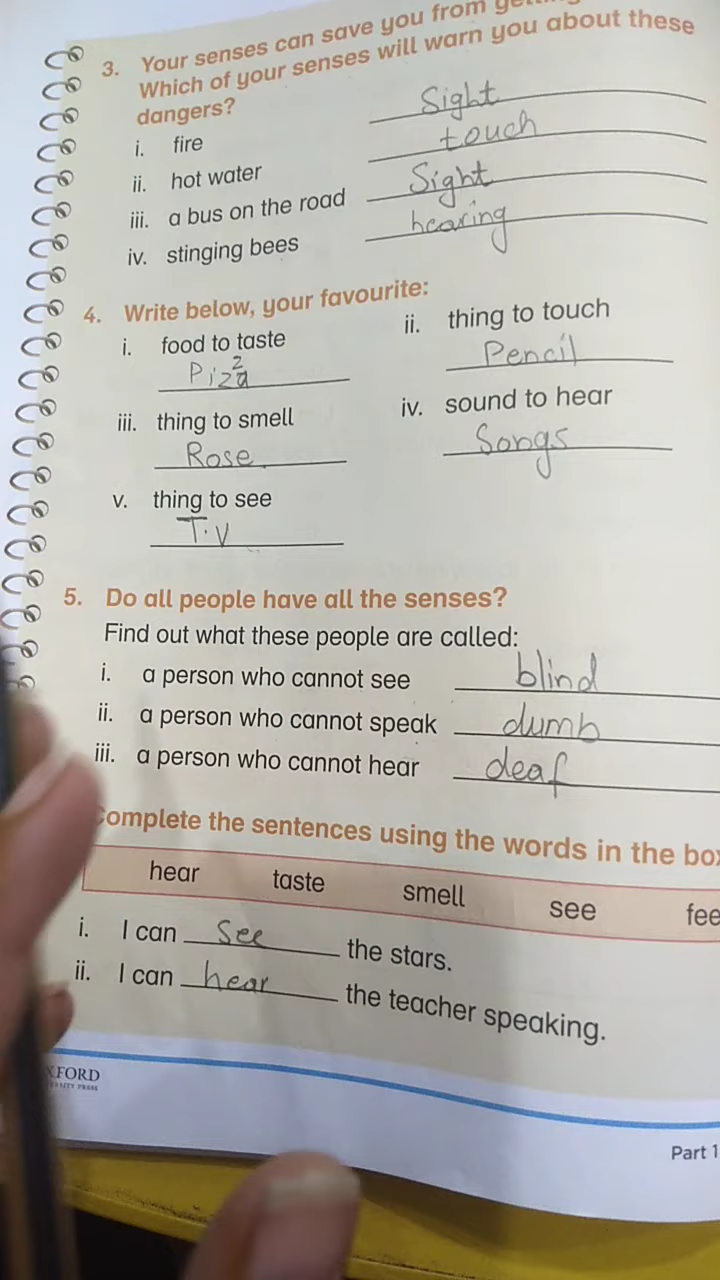 3. Your senses can save you from
Which of your senses will warn you about these
dangers?
i. fire Sight
ii. hot water touch
iii. a bus on the road Sight
iv. stinging bees hearing
4. Write below, your favourite:
i. food to taste ii. thing to touch
Pizza Pencil
iii. thing to smell iv. sound to hear
Rose Songs
v. thing to see
T.V
5. Do all people have all the senses?
Find out what these people are called:
i. a person who cannot see blind
ii. a person who cannot speak dumb
iii. a person who cannot hear deaf
omplete the sentences using the words in the box
hear taste smell see fee
i. I can see the stars.
ii. I can hear the teacher speaking.
XFORD
Part 1